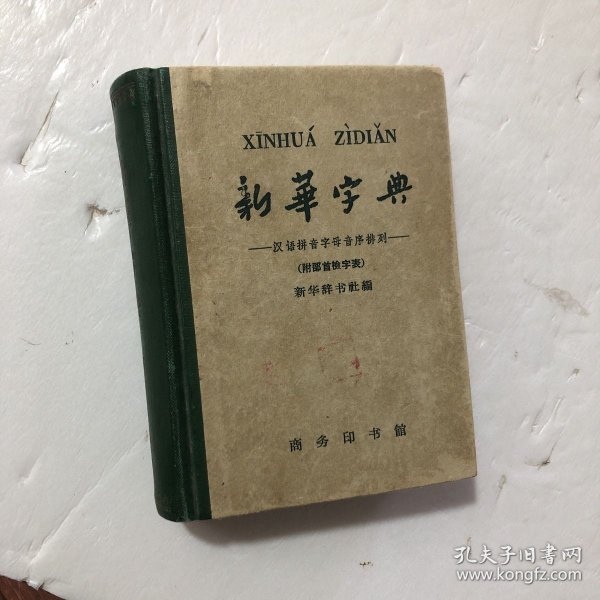 XĪNHUÁ ZÌDIǍN
新華字典
——汉语拼音字母音序排列——
（附部首检字表）
新华辞书社编
商务印书館
孔夫子旧书网
www.kongfz.com